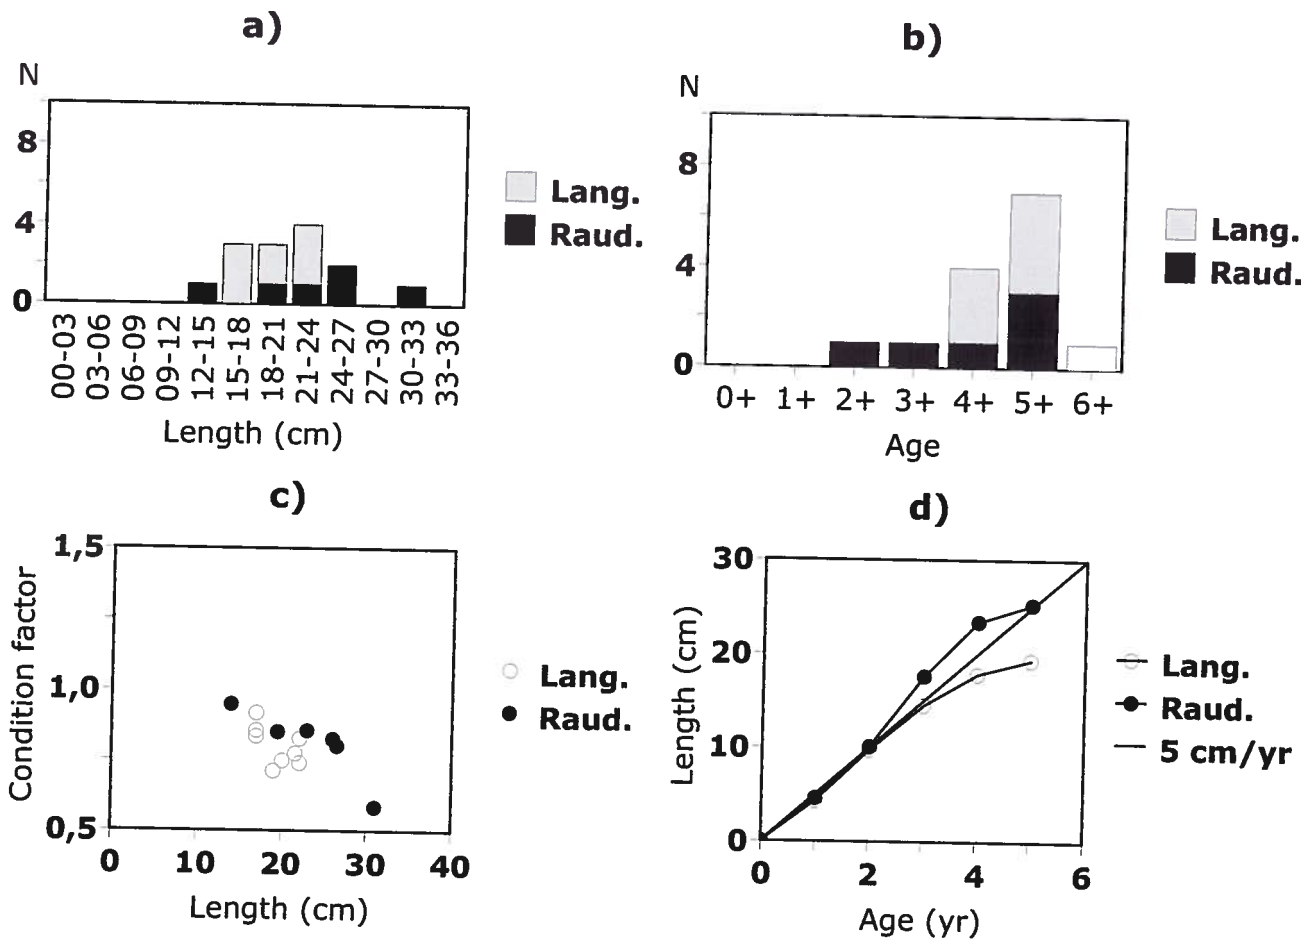 a)
N
8
4
0
00-03
03-06
06-09
09-12
12-15
15-18
18-21
21-24
24-27
27-30
30-33
33-36
Length (cm)
Lang.
Raud.
b)
N
8
4
0
0+ 1+ 2+ 3+ 4+ 5+ 6+
Age
Lang.
Raud.
c)
Condition factor
1,5
1,0
0,5
0 10 20 30 40
Length (cm)
Lang.
Raud.
d)
Length (cm)
30
20
10
0
0 2 4 6
Age (yr)
Lang.
Raud.
5 cm/yr